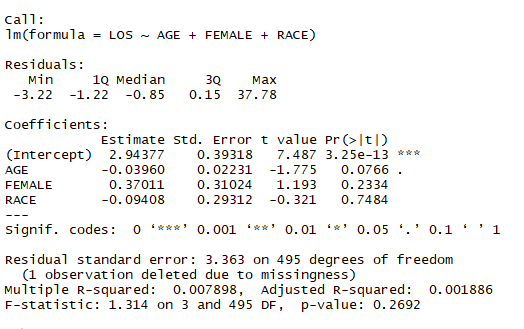 Call:
lm(formula = LOS ~ AGE + FEMALE + RACE)
Residuals:
Min 1Q Median 3Q Max
-3.22 -1.22 -0.85 0.15 37.78
Coefficients:
Estimate Std. Error t value Pr(>|t|)
(Intercept) 2.94377 0.39318 7.487 3.25e-13 ***
AGE -0.03960 0.02231 -1.775 0.0766 .
FEMALE 0.37011 0.31024 1.193 0.2334
RACE -0.09408 0.29312 -0.321 0.7484
---
Signif. codes: 0 ‘***’ 0.001 ‘**’ 0.01 ‘*’ 0.05 ‘.’ 0.1 ‘ ’ 1
Residual standard error: 3.363 on 495 degrees of freedom
(1 observation deleted due to missingness)
Multiple R-squared: 0.007898, Adjusted R-squared: 0.001886
F-statistic: 1.314 on 3 and 495 DF, p-value: 0.2692